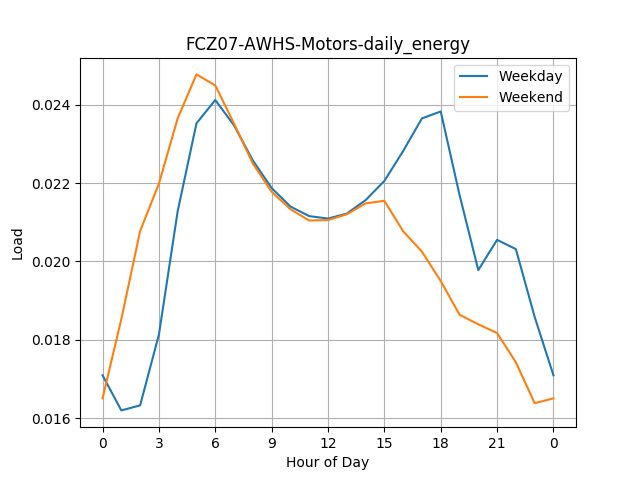 FCZ07-AWHS-Motors-daily_energy
Weekday
Weekend
0.024
0.022
0.020
0.018
0.016
Load
0 3 6 9 12 15 18 21 0
Hour of Day